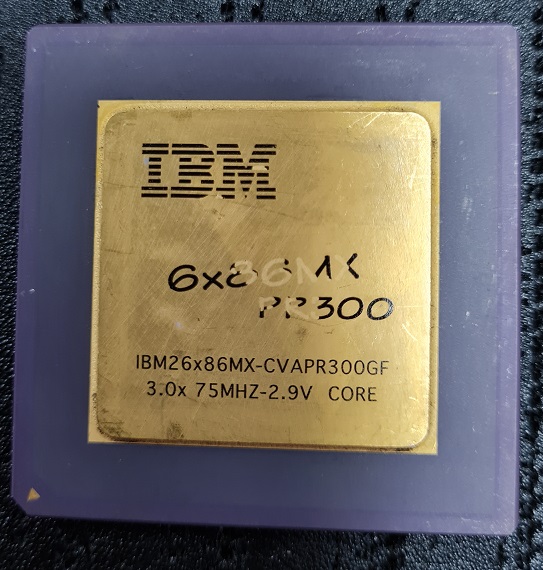 IBM
6x86MX
PR300
IBM26x86MX-CVAPR300GF
3.0x 75MHZ-2.9V CORE